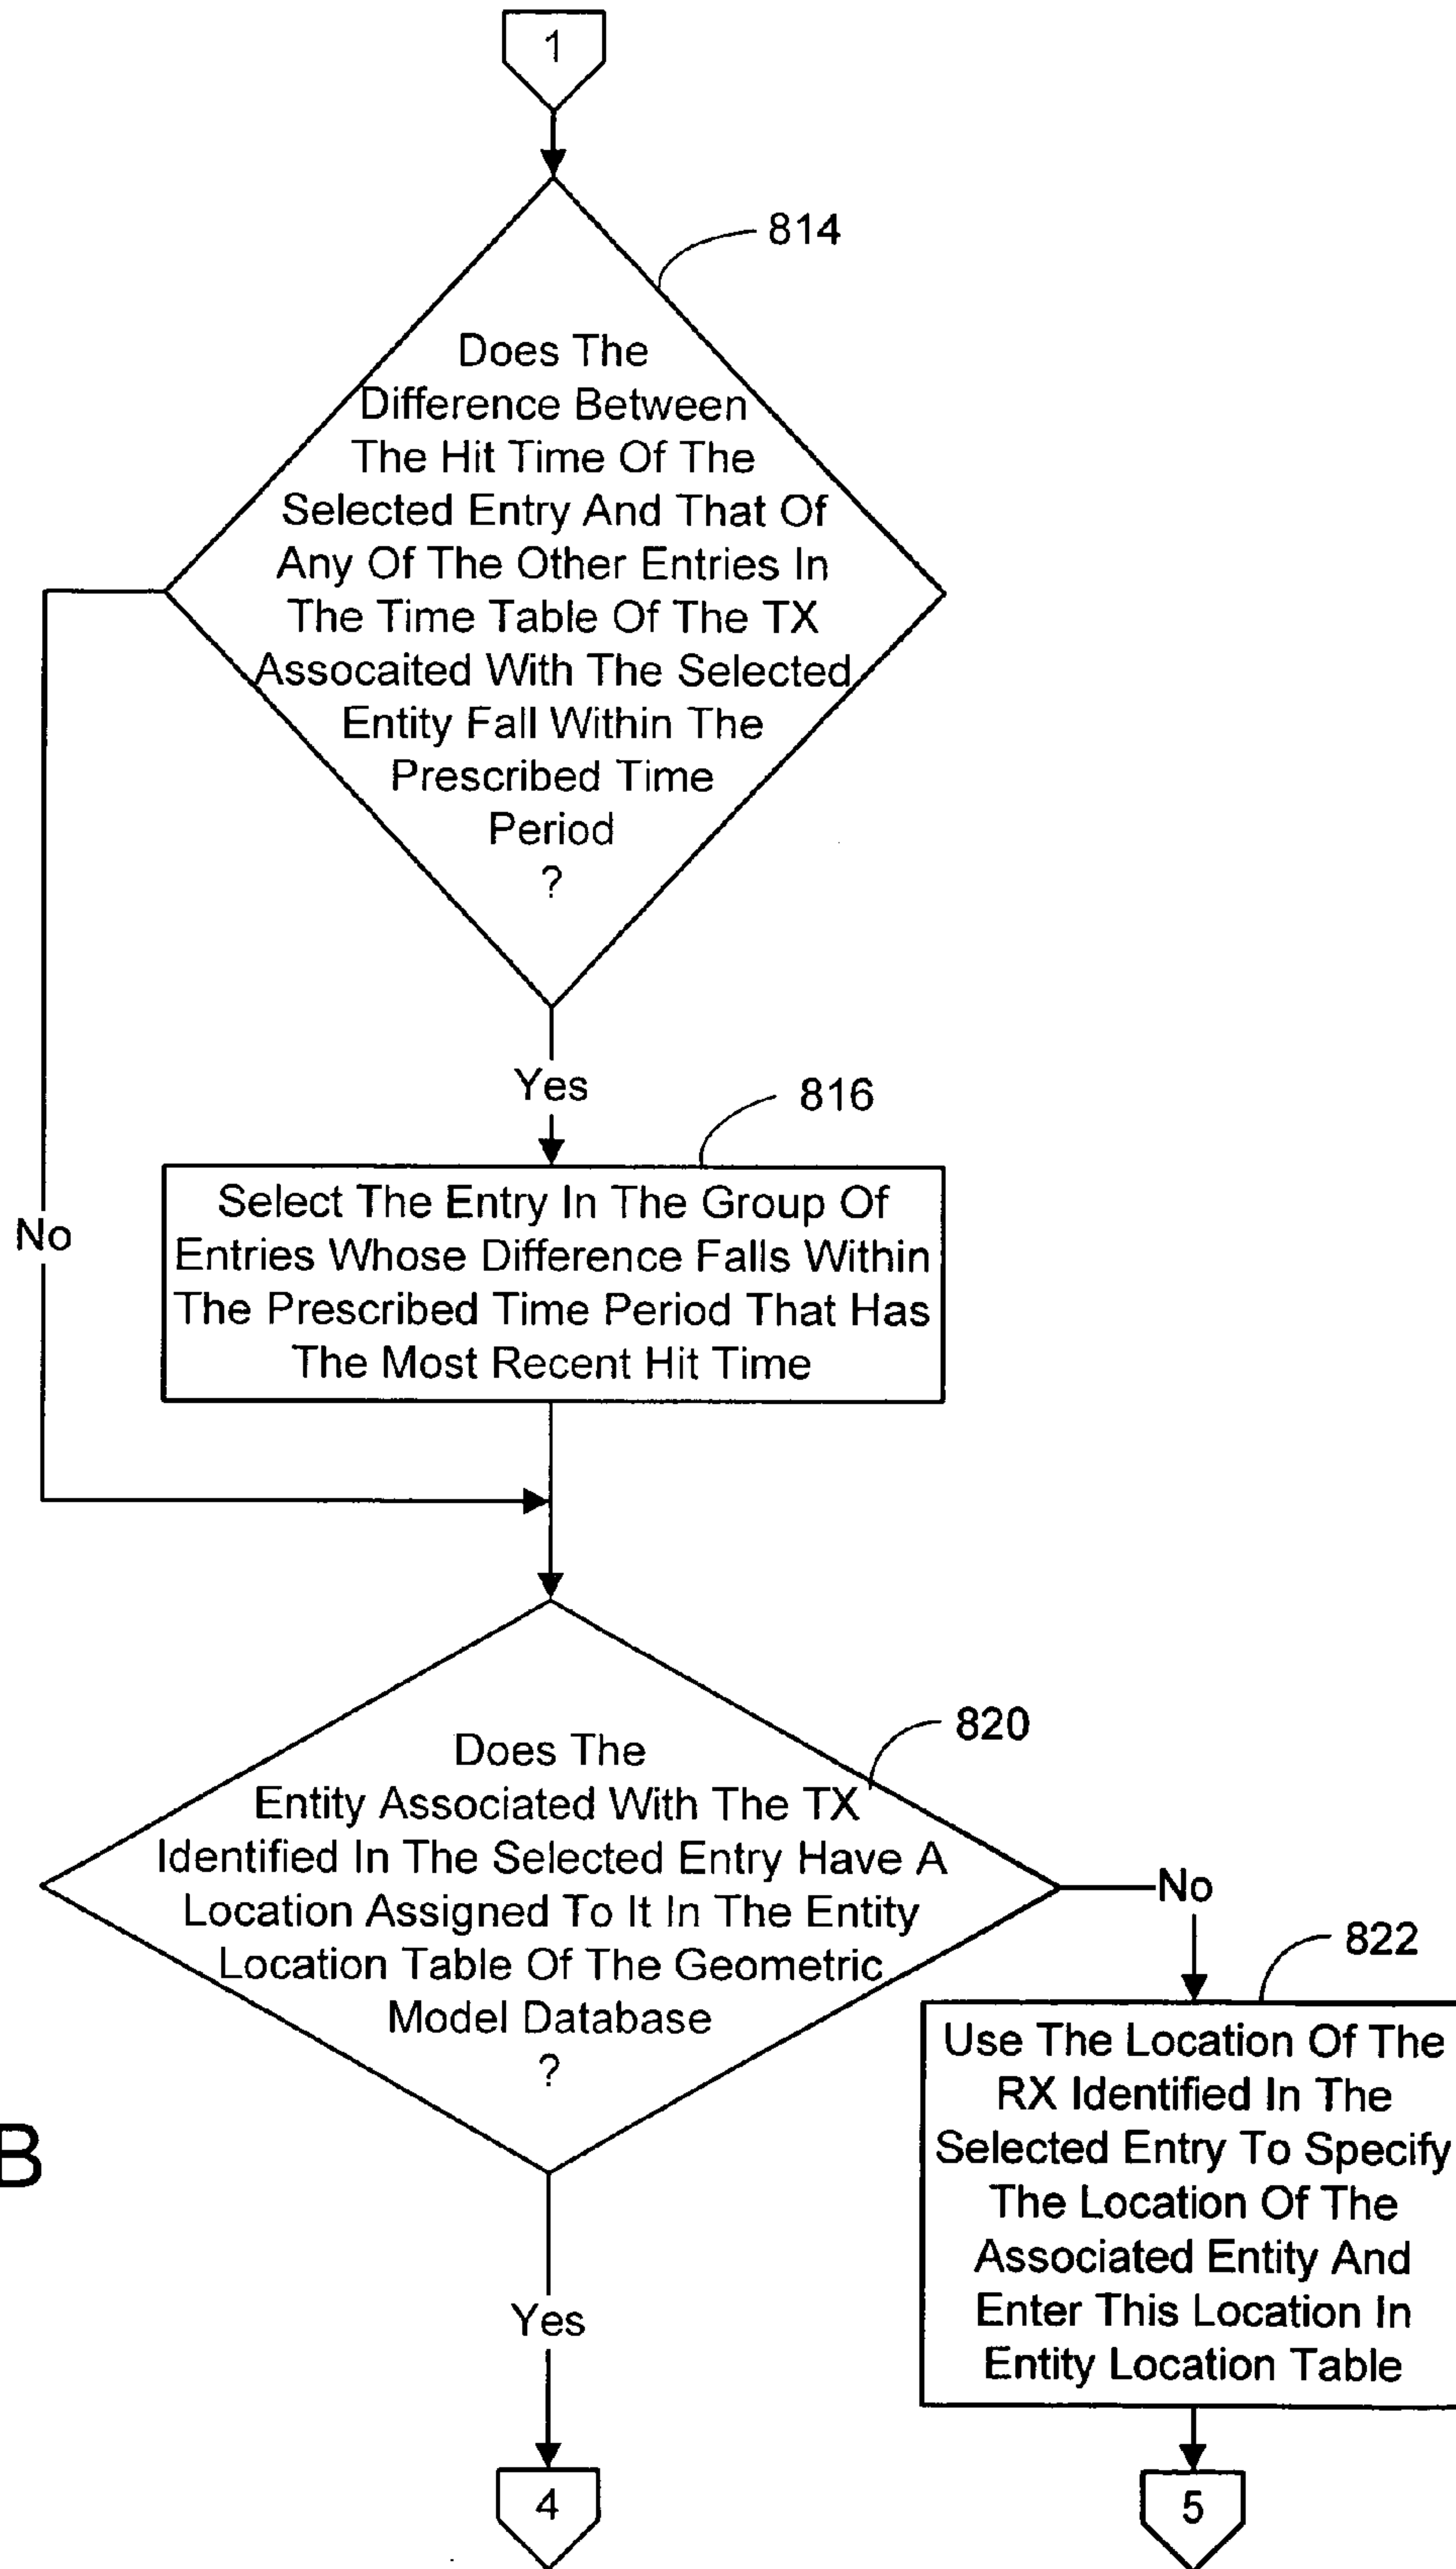 1
814
Does The
Difference Between
The Hit Time Of The
Selected Entry And That Of
Any Of The Other Entries In
The Time Table Of The TX
Assocaited With The Selected
Entity Fall Within The
Prescribed Time
Period
?
Yes
816
Select The Entry In The Group Of
Entries Whose Difference Falls Within
The Prescribed Time Period That Has
The Most Recent Hit Time
No
820
Does The
Entity Associated With The TX
Identified In The Selected Entry Have A
Location Assigned To It In The Entity
Location Table Of The Geometric
Model Database
?
No
822
Use The Location Of The
RX Identified In The
Selected Entry To Specify
The Location Of The
Associated Entity And
Enter This Location In
Entity Location Table
B
Yes
4
5